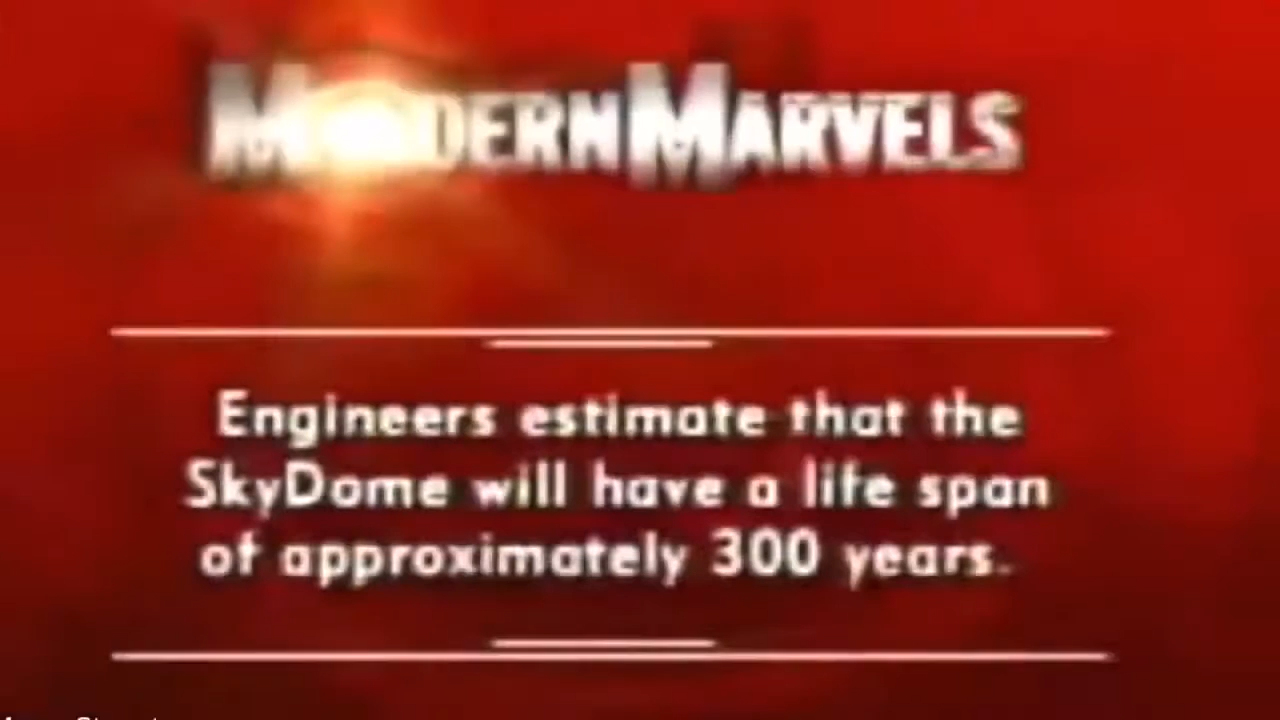 MODERN MARVELS
Engineers estimate that the
SkyDome will have a life span
of approximately 300 years.